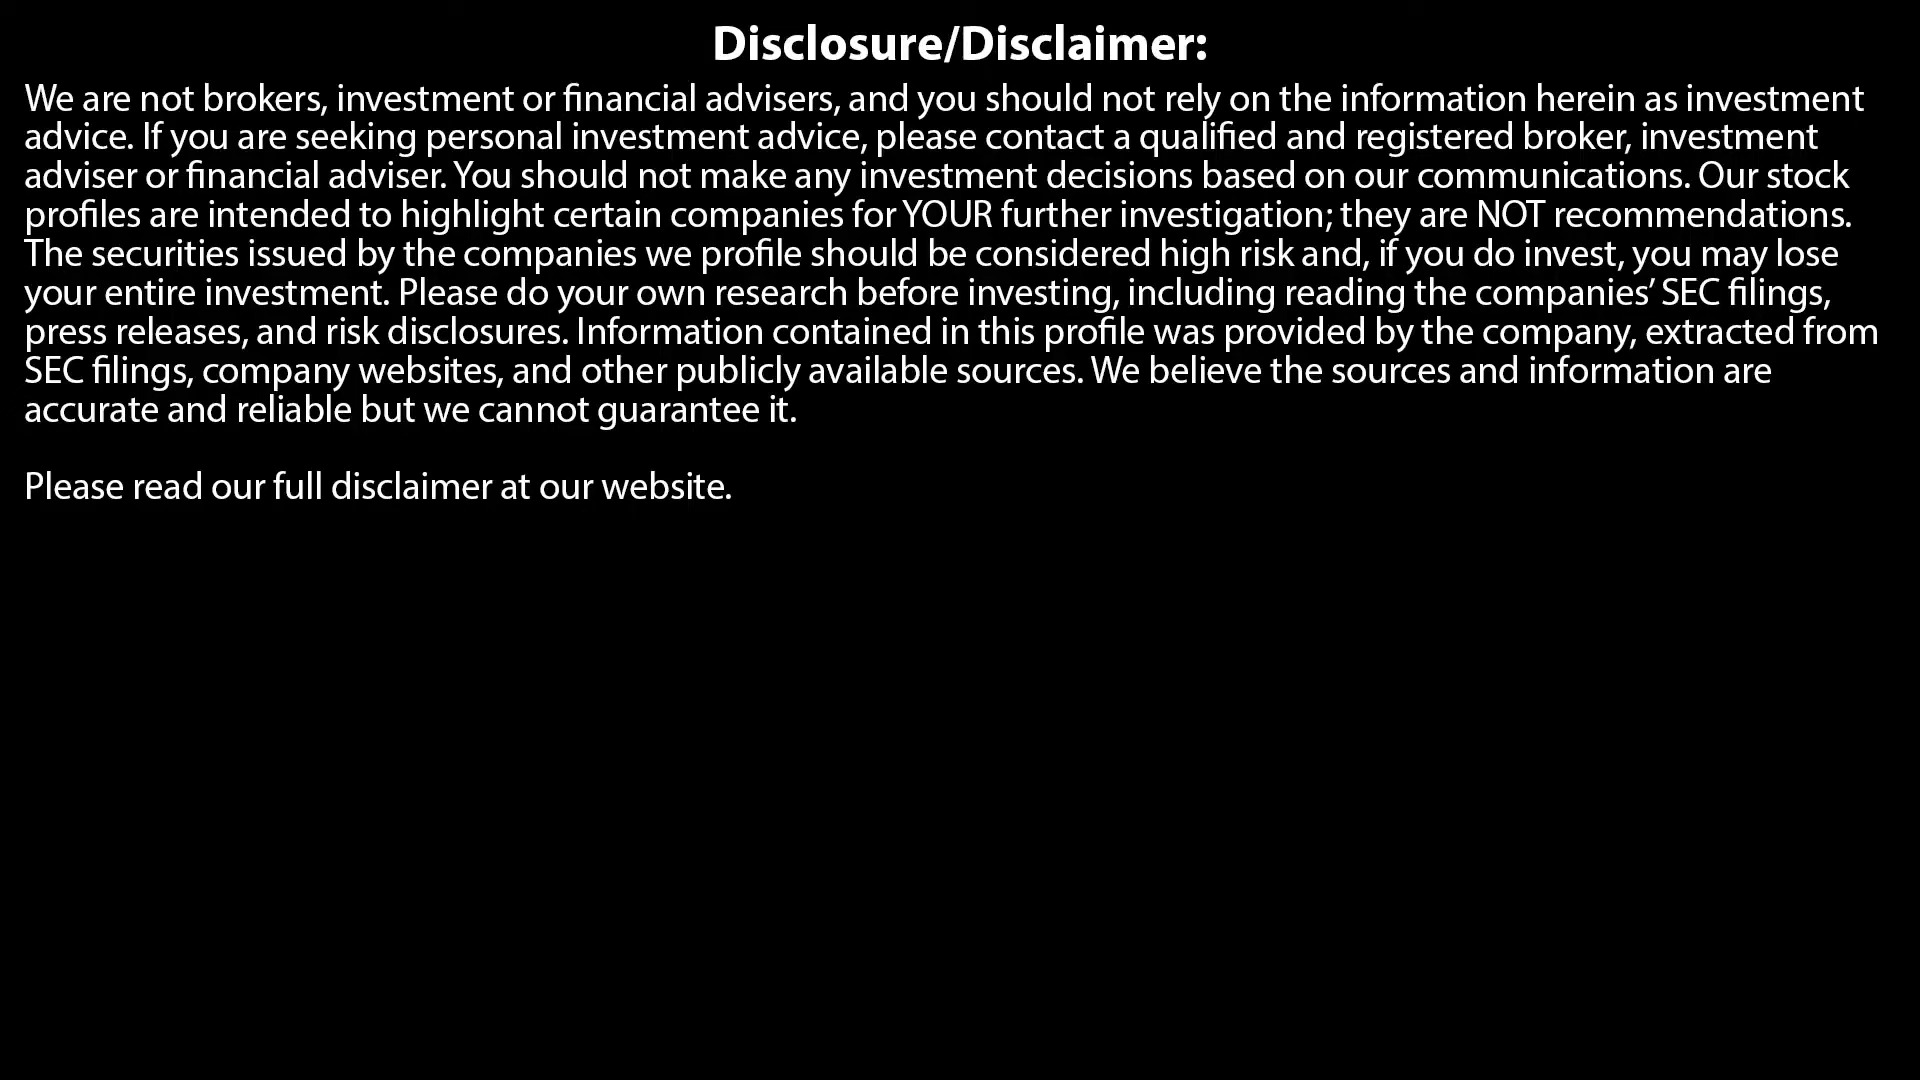 Disclosure/Disclaimer:
We are not brokers, investment or financial advisers, and you should not rely on the information herein as investment
advice. If you are seeking personal investment advice, please contact a qualified and registered broker, investment
adviser or financial adviser. You should not make any investment decisions based on our communications. Our stock
profiles are intended to highlight certain companies for YOUR further investigation; they are NOT recommendations.
The securities issued by the companies we profile should be considered high risk and, if you do invest, you may lose
your entire investment. Please do your own research before investing, including reading the companies’ SEC filings,
press releases, and risk disclosures. Information contained in this profile was provided by the company, extracted from
SEC filings, company websites, and other publicly available sources. We believe the sources and information are
accurate and reliable but we cannot guarantee it.
Please read our full disclaimer at our website.